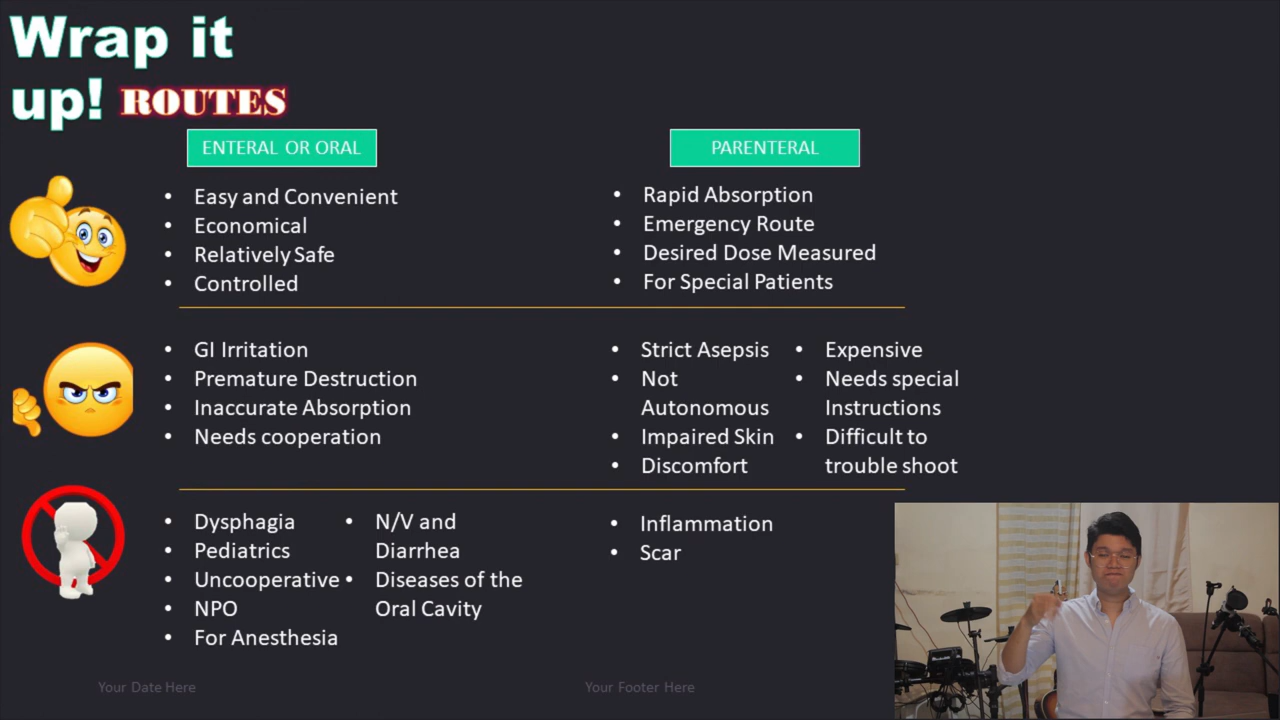 Wrap it
up! ROUTES
ENTERAL OR ORAL
Easy and Convenient
Economical
Relatively Safe
Controlled
PARENTERAL
Rapid Absorption
Emergency Route
Desired Dose Measured
For Special Patients
GI Irritation
Premature Destruction
Inaccurate Absorption
Needs cooperation
Strict Asepsis
Not
Autonomous
Impaired Skin
Discomfort
Expensive
Needs special
Instructions
Difficult to
trouble shoot
Dysphagia
Pediatrics
Uncooperative
NPO
For Anesthesia
N/V and
Diarrhea
Diseases of the
Oral Cavity
Inflammation
Scar
Your Date Here
Your Footer Here